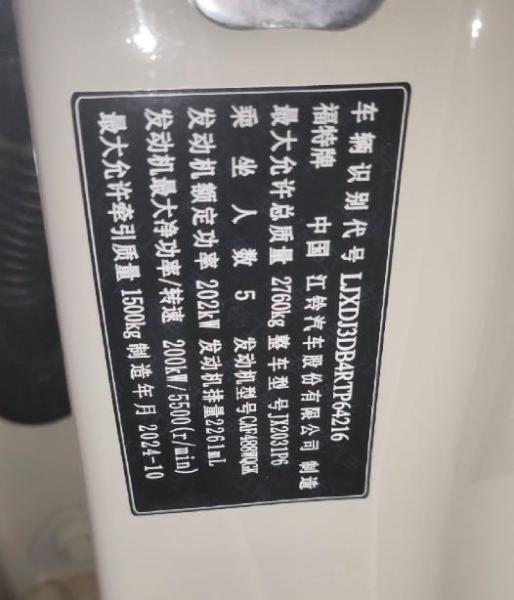 车辆识别代号 LJXDJ3DB4RTP64216
福特牌 中国 江铃汽车股份有限公司 制造
最大允许总质量 2760kg 整车型号 JX2031P6
乘坐人数 5 发动机型号 CAF488WQGK
发动机额定功率 202kW 发动机排量 2261mL
发动机最大净功率/转速 200kW/5500(r/min)
最大允许牵引质量 1500kg 制造年月 2024-10